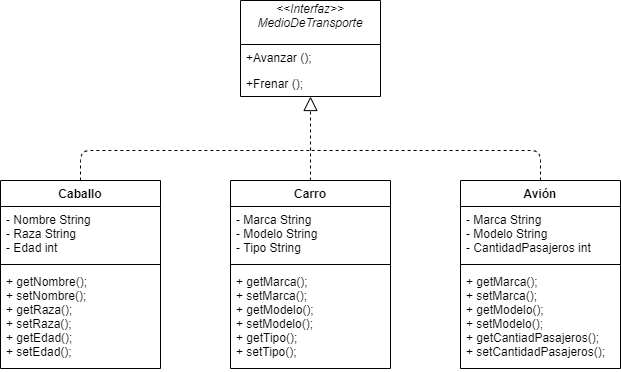 <<Interfaz>>
MedioDeTransporte
+Avanzar ();
+Frenar ();
Caballo
- Nombre String
- Raza String
- Edad int
+ getNombre();
+ setNombre();
+ getRaza();
+ setRaza();
+ getEdad();
+ setEdad();
Carro
- Marca String
- Modelo String
- Tipo String
+ getMarca();
+ setMarca();
+ getModelo();
+ setModelo();
+ getTipo();
+ setTipo();
Avión
- Marca String
- Modelo String
- CantidadPasajeros int
+ getMarca();
+ setMarca();
+ getModelo();
+ setModelo();
+ getCantiadPasajeros();
+ setCantidadPasajeros();